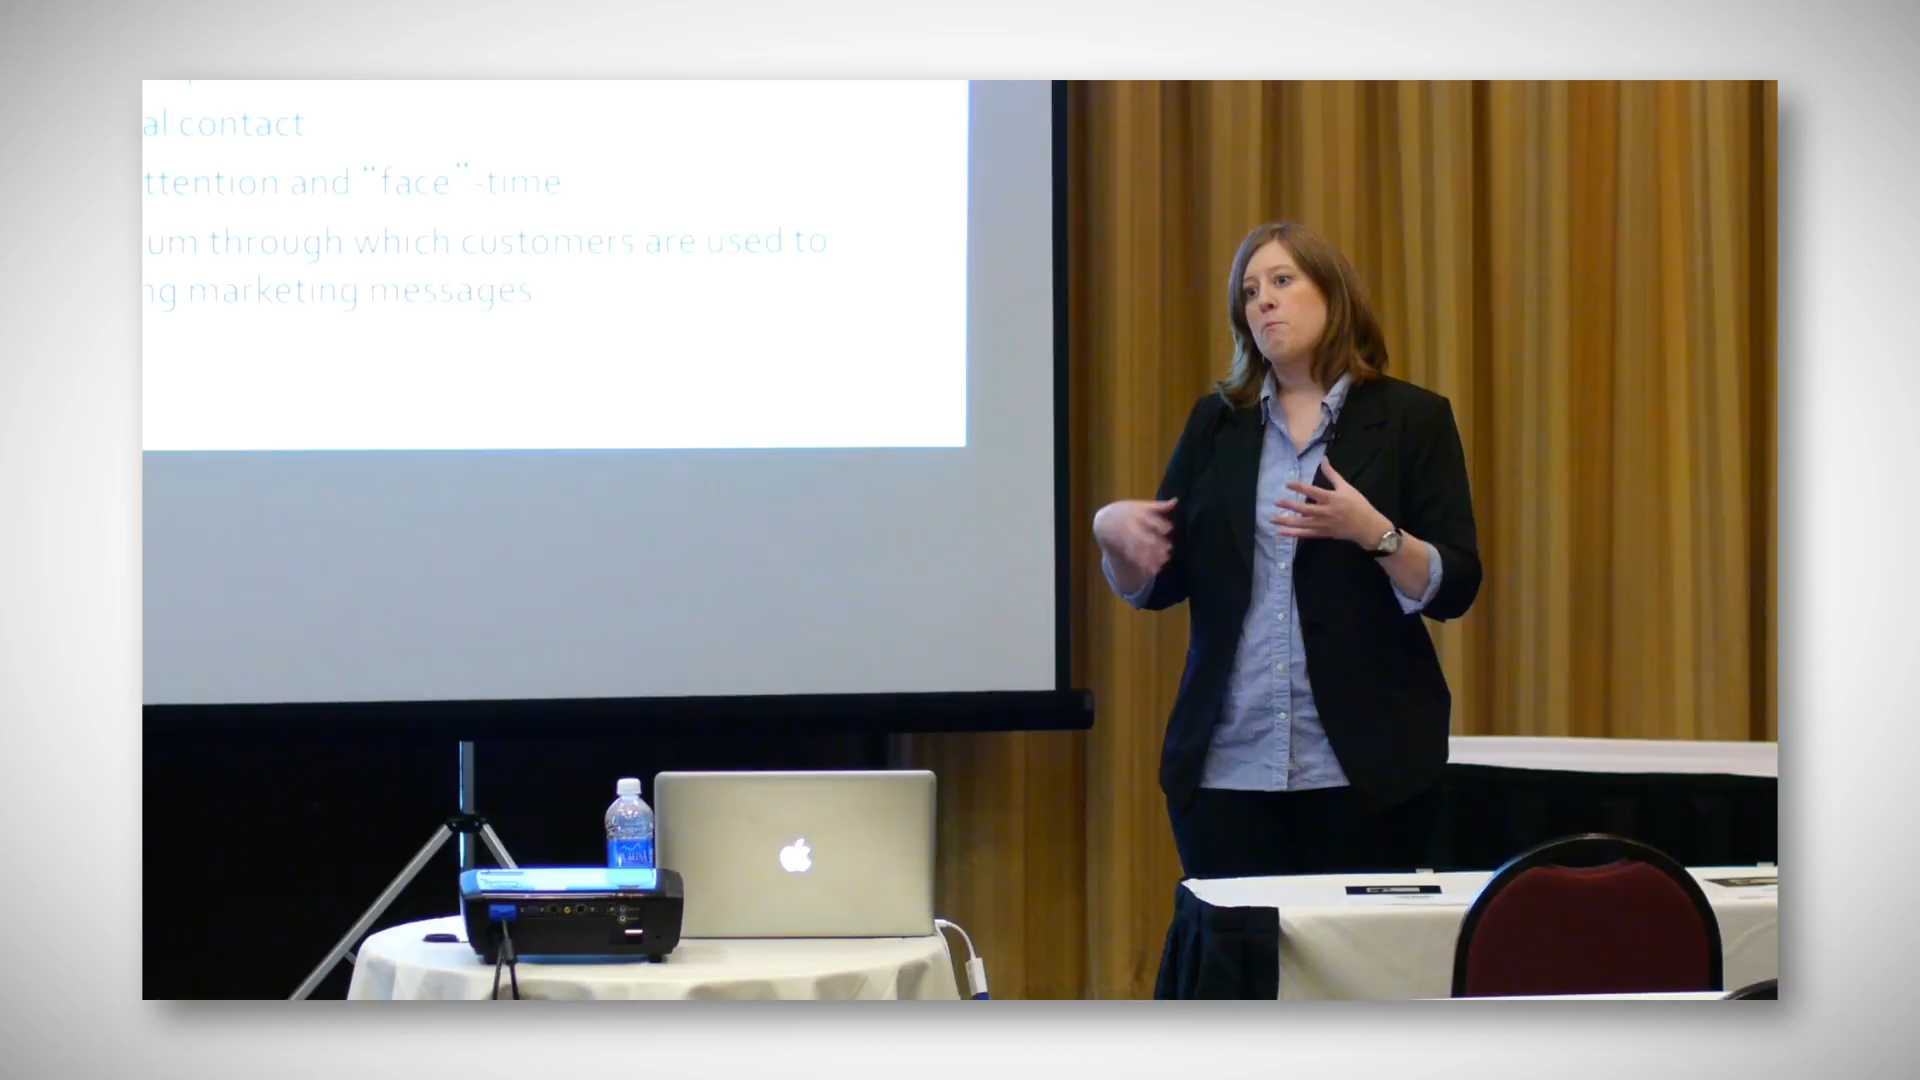 al contact
ttention and “face”-time
um through which customers are used to
ng marketing messages